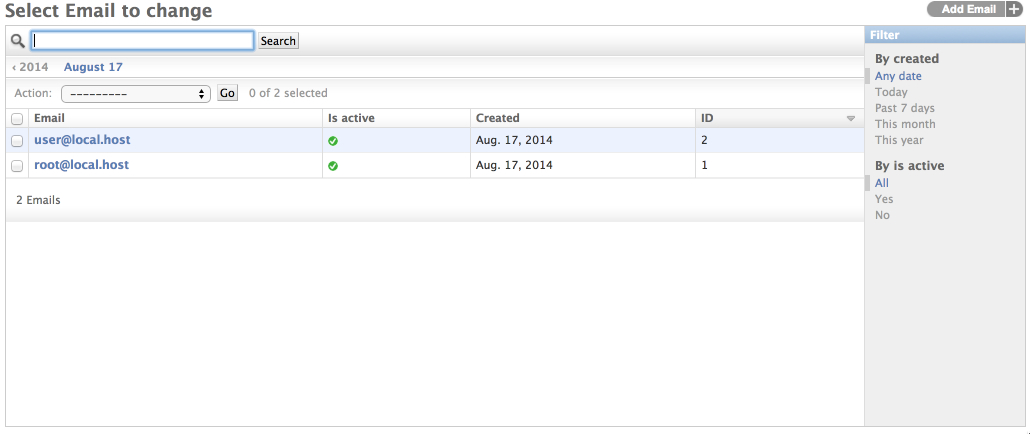 Select Email to change
Add Email +
Search
‹ 2014 August 17
Action: --------- Go 0 of 2 selected
Email Is active Created ID
user@local.host Aug. 17, 2014 2
root@local.host Aug. 17, 2014 1
2 Emails
Filter
By created
Any date
Today
Past 7 days
This month
This year
By is active
All
Yes
No